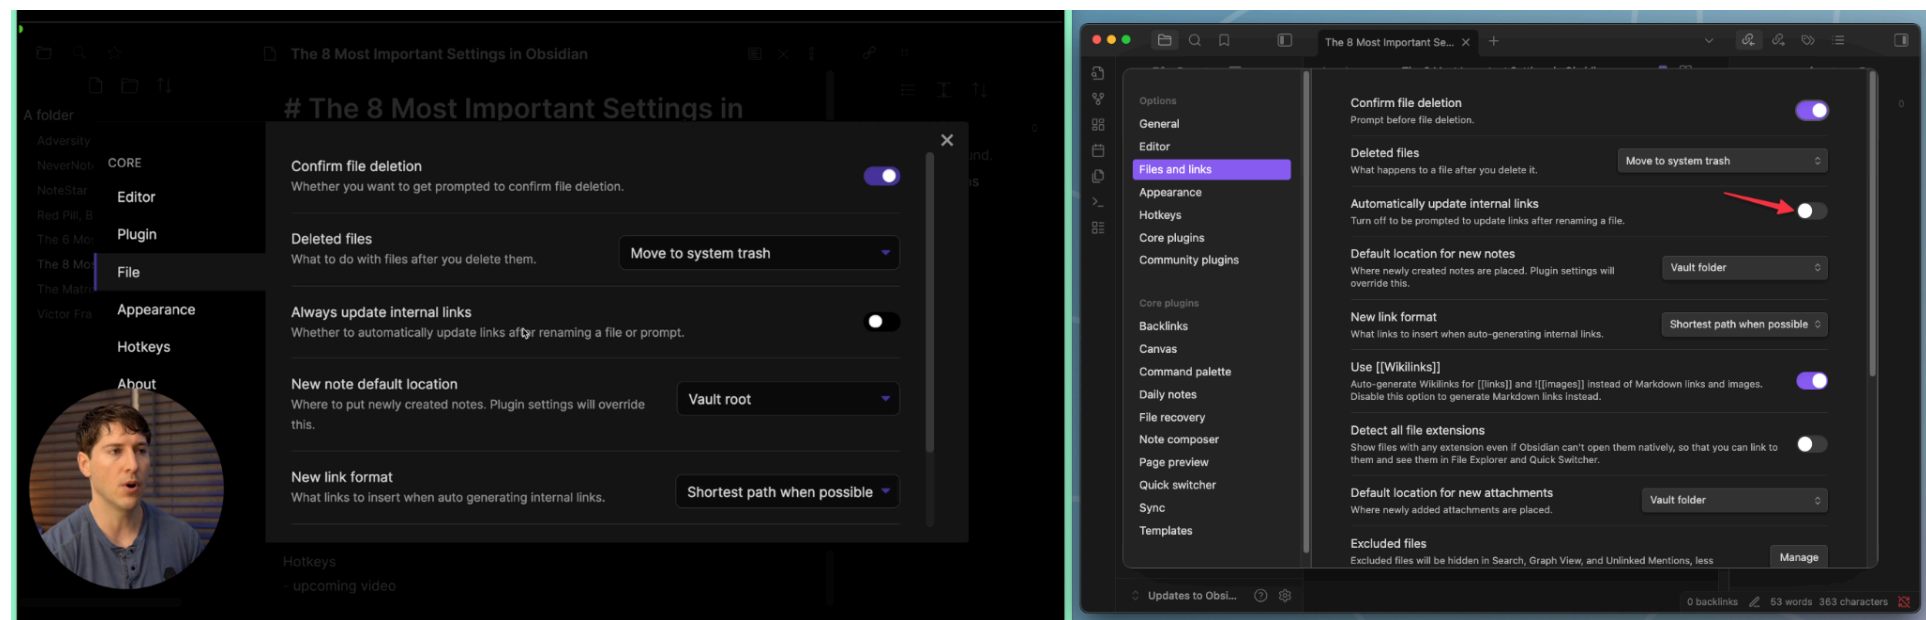 The 8 Most Important Settings in Obsidian
# The 8 Most Important Settings in
A folder
Adversity
NoteStar
Red Pill, B
The 8 Mos
Victor Fra
CORE
Editor
Plugin
File
Appearance
Hotkeys
About
Confirm file deletion
Whether you want to get prompted to confirm file deletion.
Deleted files
What to do with files after you delete them.
Move to system trash
Always update internal links
Whether to automatically update links after renaming a file or prompt.
New note default location
Where to put newly created notes. Plugin settings will override
this.
Vault root
New link format
What links to insert when auto generating internal links.
Shortest path when possible
Hotkeys
- upcoming video
The 8 Most Important Se...
Options
General
Editor
Files and links
Appearance
Hotkeys
Core plugins
Community plugins
Core plugins
Backlinks
Canvas
Command palette
Daily notes
File recovery
Note composer
Page preview
Quick switcher
Sync
Templates
Confirm file deletion
Prompt before file deletion.
Deleted files
What happens to a file after you delete it.
Move to system trash
Automatically update internal links
Turn off to be prompted to update links after renaming a file.
Default location for new notes
Where newly created notes are placed. Plugin settings will
override this.
Vault folder
New link format
What links to insert when auto-generating internal links.
Shortest path when possible
Use [[Wikilinks]]
Auto-generate Wikilinks for [[links]] and ![[images]] instead of Markdown links and images.
Disable this option to generate Markdown links instead.
Detect all file extensions
Show files with any extension even if Obsidian can't open them natively, so that you can link to
them and see them in File Explorer and Quick Switcher.
Default location for new attachments
Where newly added attachments are placed.
Vault folder
Excluded files
Excluded files will be hidden in Search, Graph View, and Unlinked Mentions, less
Manage
Updates to Obsi...
0 backlinks
53 words 363 characters